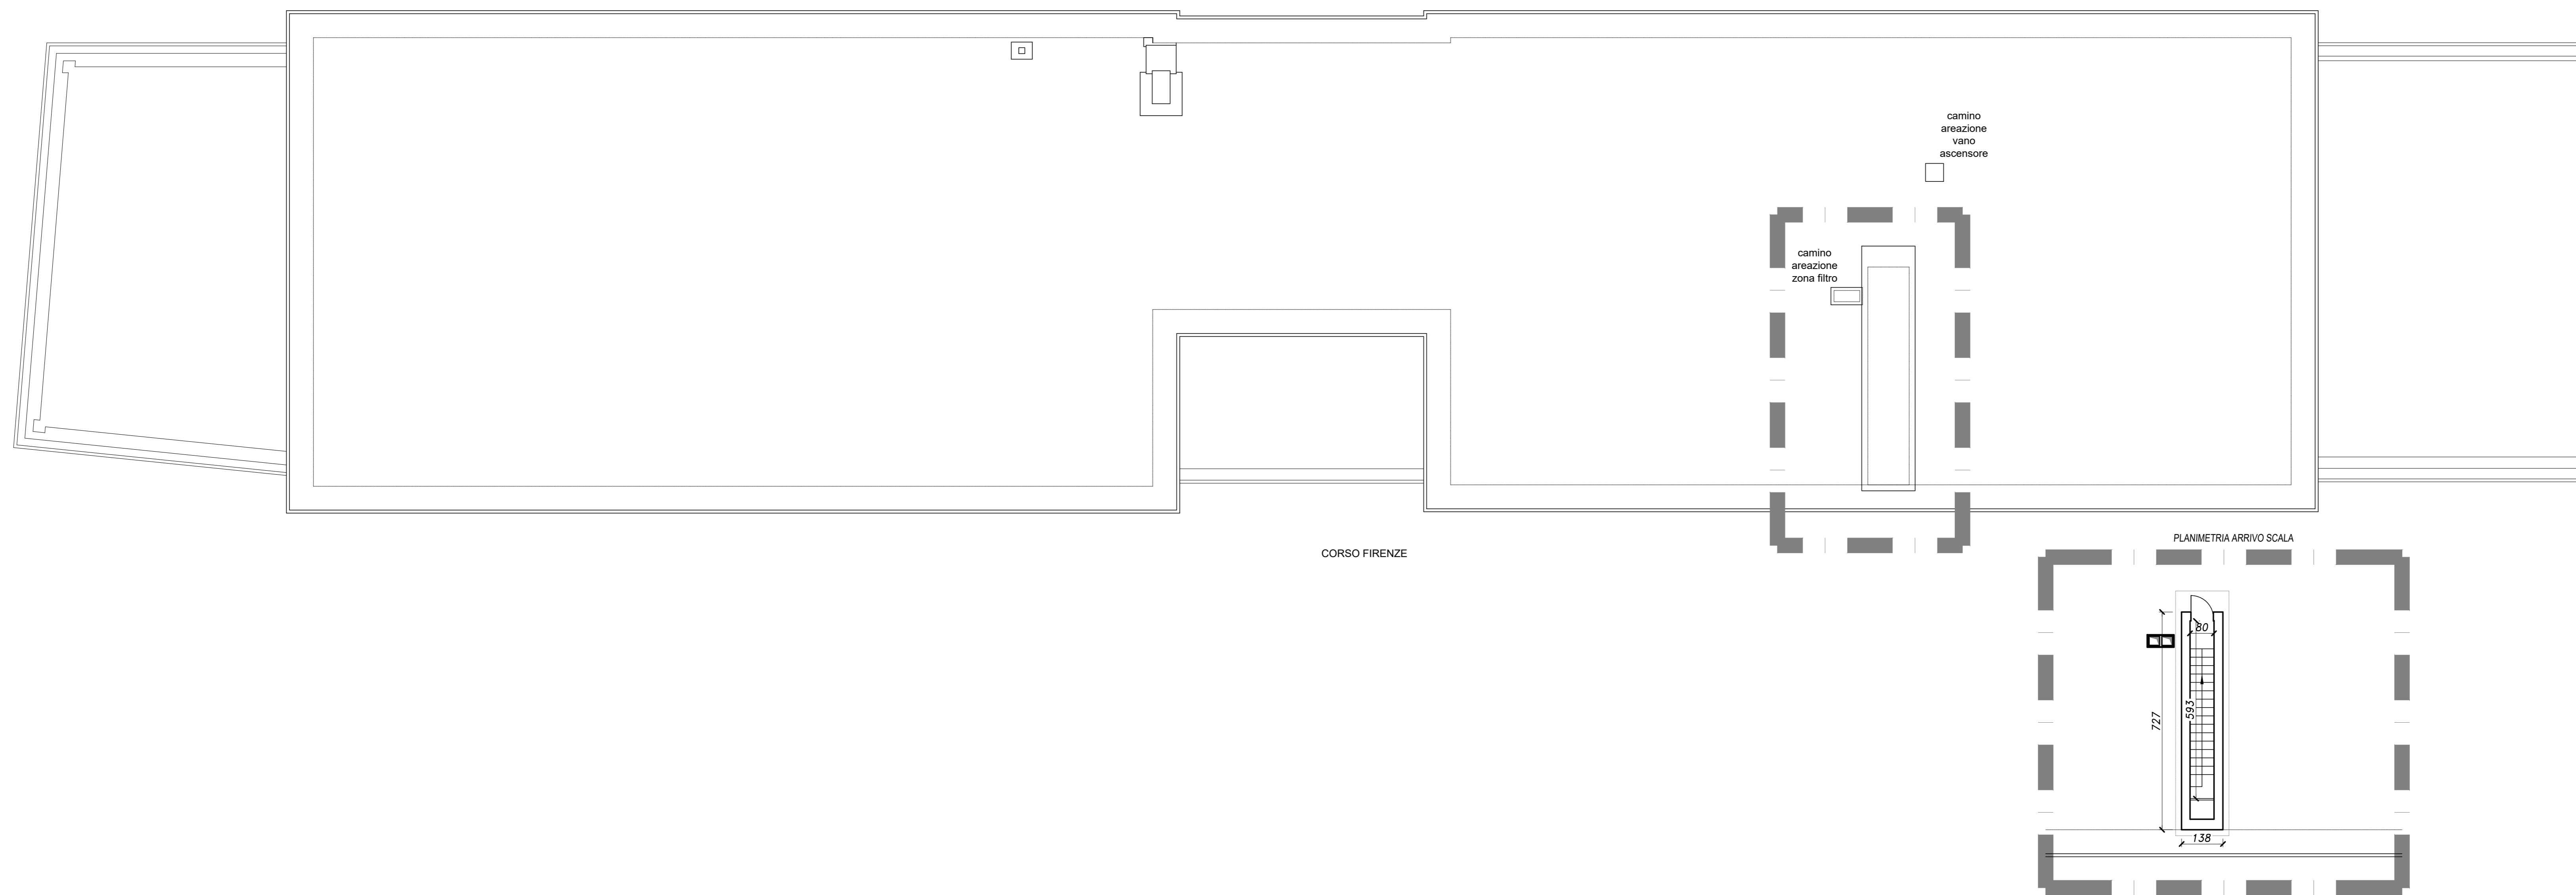 camino
areazione
vano
ascensore
camino
areazione
zona filtro
CORSO FIRENZE
PLANIMETRIA ARRIVO SCALA
80
593
727
138